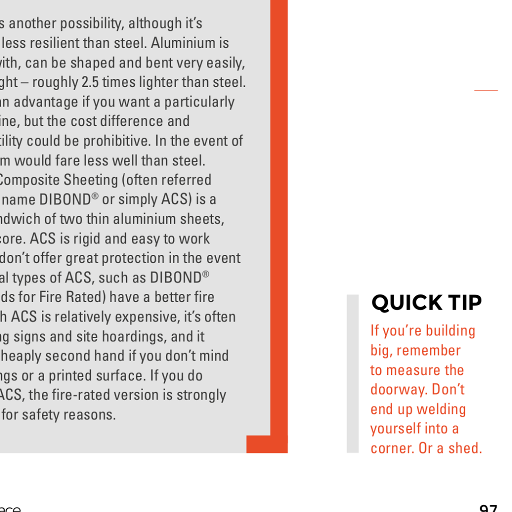 s another possibility, although it's
less resilient than steel. Aluminium is
with, can be shaped and bent very easily,
ght – roughly 2.5 times lighter than steel.
an advantage if you want a particularly
ine, but the cost difference and
tility could be prohibitive. In the event of
m would fare less well than steel.
Composite Sheeting (often referred
name DIBOND® or simply ACS) is a
ndwich of two thin aluminium sheets,
core. ACS is rigid and easy to work
don't offer great protection in the event
al types of ACS, such as DIBOND®
ds for Fire Rated) have a better fire
h ACS is relatively expensive, it's often
ng signs and site hoardings, and it
heaply second hand if you don't mind
ngs or a printed surface. If you do
ACS, the fire-rated version is strongly
for safety reasons.
QUICK TIP
If you're building
big, remember
to measure the
doorway. Don't
end up welding
yourself into a
corner. Or a shed.
ace
97